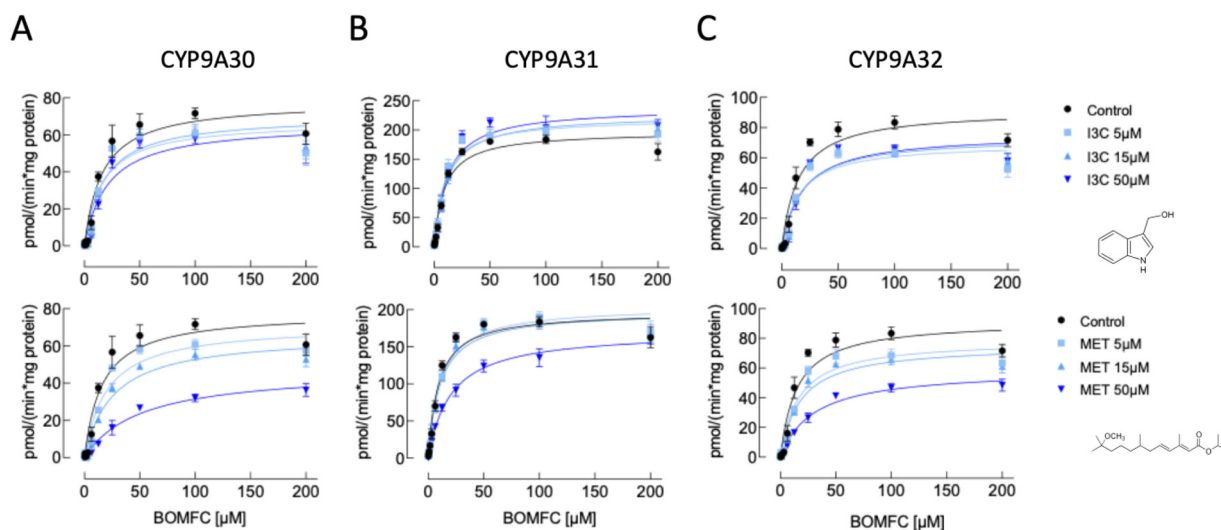 A
B
C
CYP9A30
CYP9A31
CYP9A32
pmol/(min*mg protein)
80
60
40
20
0
0 50 100 150 200
pmol/(min*mg protein)
250
200
150
100
50
0
0 50 100 150 200
pmol/(min*mg protein)
100
80
60
40
20
0
0 50 100 150 200
Control
I3C 5µM
I3C 15µM
I3C 50µM
OH
N
H
pmol/(min*mg protein)
80
60
40
20
0
0 50 100 150 200
BOMFC [µM]
pmol/(min*mg protein)
250
200
150
100
50
0
0 50 100 150 200
BOMFC [µM]
pmol/(min*mg protein)
100
80
60
40
20
0
0 50 100 150 200
BOMFC [µM]
Control
MET 5µM
MET 15µM
MET 50µM
OCH3
O
O